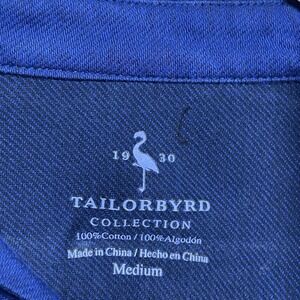 19 30
TAILORBYRD
COLLECTION
100%Cotton / 100%Algodón
Made in China / Hecho en China
Medium